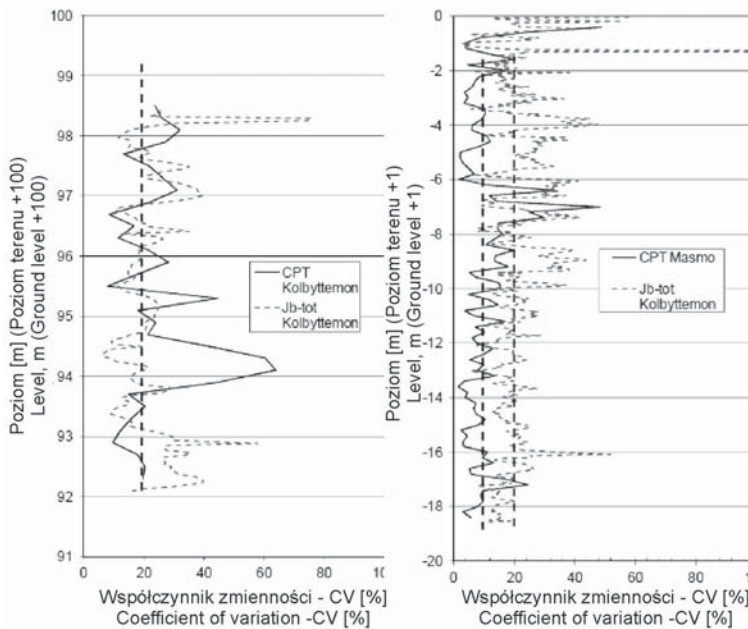 100
99
98
97
96
95
94
93
92
91
Poziom [m] (Poziom terenu +100)
Level, m (Ground level +100)
CPT
Kolbyttemon
Jb-tot
Kolbyttemon
0 20 40 60 80 100
Współczynnik zmienności - CV [%]
Coefficient of variation -CV [%]
0
-2
-4
-6
-8
-10
-12
-14
-16
-18
-20
Poziom [m] (Poziom terenu +1)
Level, m (Ground level +1)
CPT Masmo
Jb-tot
Kolbyttemon
0 20 40 60 80
Współczynnik zmienności - CV [%]
Coefficient of variation -CV [%]